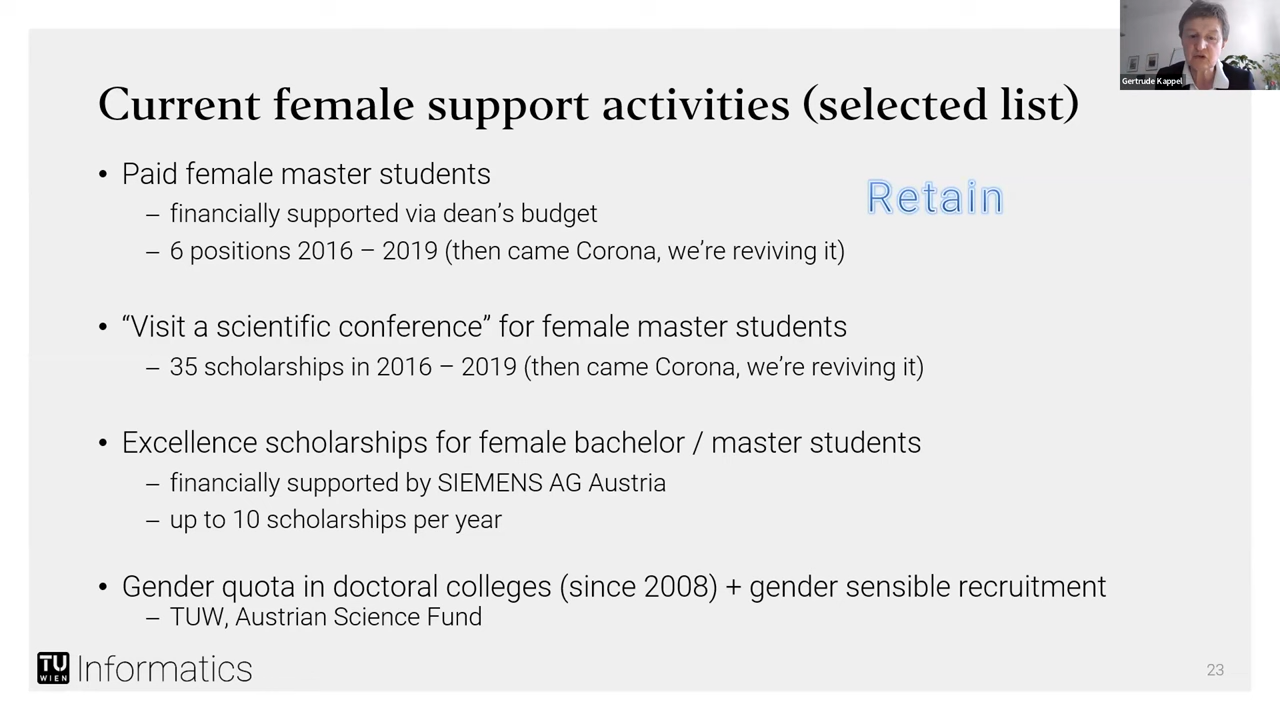 Gertrude Kappel
Current female support activities (selected list)
• Paid female master students
Retain
– financially supported via dean’s budget
– 6 positions 2016 – 2019 (then came Corona, we’re reviving it)
• “Visit a scientific conference” for female master students
– 35 scholarships in 2016 – 2019 (then came Corona, we’re reviving it)
• Excellence scholarships for female bachelor / master students
– financially supported by SIEMENS AG Austria
– up to 10 scholarships per year
• Gender quota in doctoral colleges (since 2008) + gender sensible recruitment
– TUW, Austrian Science Fund
TU
WIEN
Informatics
23